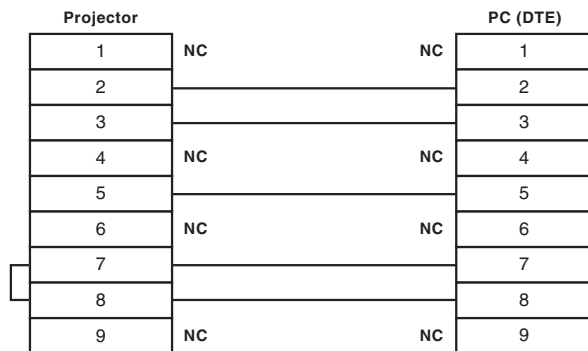 Projector PC (DTE)
1 NC NC 1
2 2
3 3
4 NC NC 4
5 5
6 NC NC 6
7 7
8 8
9 NC NC 9